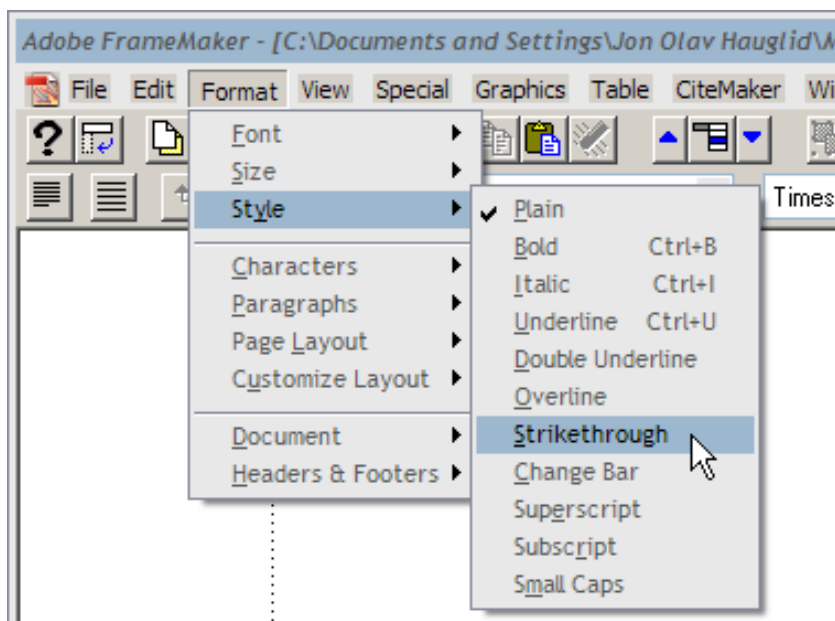 Adobe FrameMaker - [C:\Documents and Settings\Jon Olav Hauglid\M
File Edit Format View Special Graphics Table CiteMaker Wi
Font
Size
Style
Times
Characters
Paragraphs
Page Layout
Customize Layout
Document
Headers & Footers
Plain
Bold Ctrl+B
Italic Ctrl+I
Underline Ctrl+U
Double Underline
Overline
Strikethrough
Change Bar
Superscript
Subscript
Small Caps